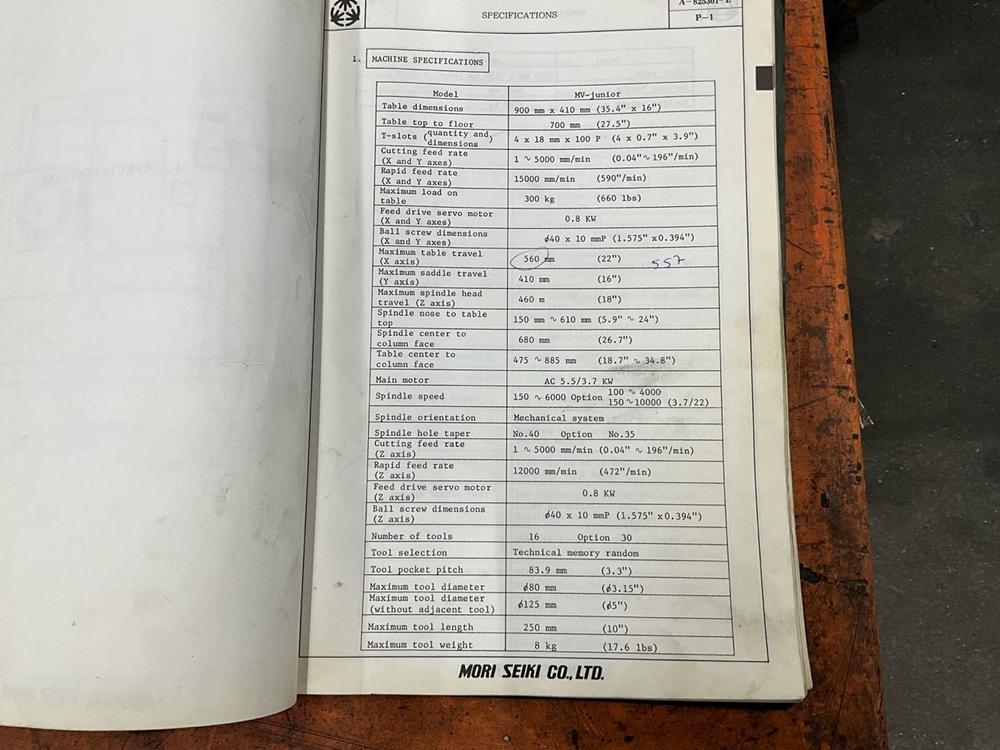 SPECIFICATIONS
A-825301-E
P-1
1. MACHINE SPECIFICATIONS
Model MV-junior
Table dimensions 900 mm x 410 mm (35.4" x 16")
Table top to floor 700 mm (27.5")
T-slots (quantity and dimensions) 4 x 18 mm x 100 P (4 x 0.7" x 3.9")
Cutting feed rate (X and Y axes) 1 ~ 5000 mm/min (0.04" ~ 196"/min)
Rapid feed rate (X and Y axes) 15000 mm/min (590"/min)
Maximum load on table 300 kg (660 lbs)
Feed drive servo motor (X and Y axes) 0.8 KW
Ball screw dimensions (X and Y axes) ϕ40 x 10 mmP (1.575" x0.394")
Maximum table travel (X axis) 560 mm (22") 557
Maximum saddle travel (Y axis) 410 mm (16")
Maximum spindle head travel (Z axis) 460 m (18")
Spindle nose to table top 150 mm ~ 610 mm (5.9" ~ 24")
Spindle center to column face 680 mm (26.7")
Table center to column face 475 ~ 885 mm (18.7" ~ 34.8")
Main motor AC 5.5/3.7 KW
Spindle speed 150 ~ 6000 Option 100 ~ 4000 150 ~ 10000 (3.7/22)
Spindle orientation Mechanical system
Spindle hole taper No.40 Option No.35
Cutting feed rate (Z axis) 1 ~ 5000 mm/min (0.04" ~ 196"/min)
Rapid feed rate (Z axis) 12000 mm/min (472"/min)
Feed drive servo motor (Z axis) 0.8 KW
Ball screw dimensions (Z axis) ϕ40 x 10 mmP (1.575" x0.394")
Number of tools 16 Option 30
Tool selection Technical memory random
Tool pocket pitch 83.9 mm (3.3")
Maximum tool diameter ϕ80 mm (ϕ3.15")
Maximum tool diameter (without adjacent tool) ϕ125 mm (ϕ5")
Maximum tool length 250 mm (10")
Maximum tool weight 8 kg (17.6 lbs)
MORI SEIKI CO., LTD.